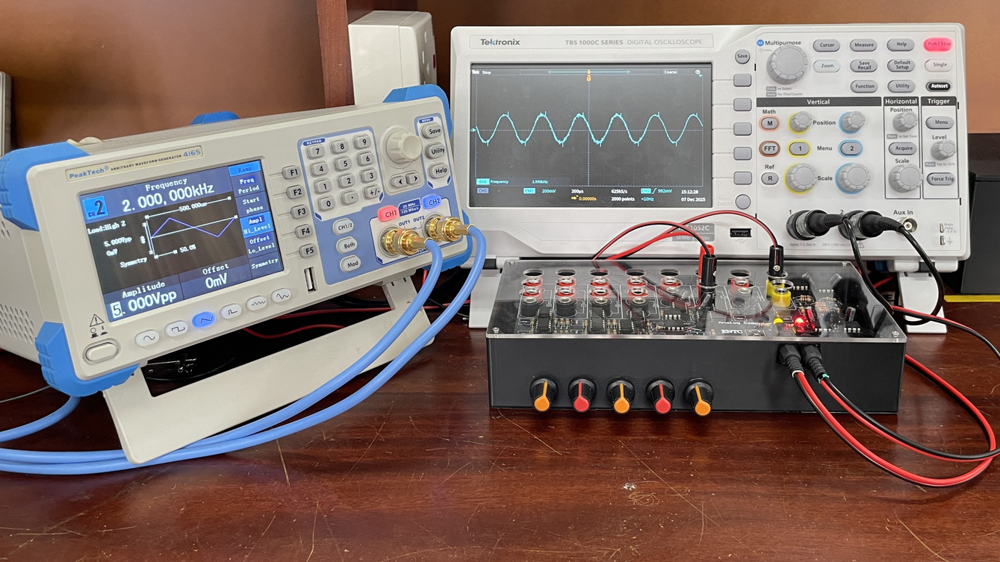 PeakTech® ARBITRARY WAVEFORM GENERATOR 4165
CH 2
Frequency
2.000,000kHz
Load:High Z
500.000us
5.000Vpp
0mV
Symmetry
50.0%
Amplitude
5.000Vpp
Offset
0mV
Ramp
Freq
Period
Start
phase
Ampl
Hi_Level
Offset
Lo_Level
Symmetry
F1
F2
F3
F4
F5
KEYPAD
7 8 9
4 5 6
1 2 3
0 . +/-
CH1/2
Both
Mod
MENU
Save
Utility
Help
CH1
25 MHz
120 MSa/s
CH2
OUT1 OUT2
Tektronix
TBS 1000C SERIES DIGITAL OSCILLOSCOPE
Tek Stop
Coarse
CH2 Frequency 1.990kHz
CH1
CH2 200mV
200µs
0.00000s
625kS/s
2000 points
CH2 992mV
<10Hz
15:12:28
07 Dec 2025
Save
Multipurpose
Cursor
Measure
Help
Run / Stop
Zoom
Save
Recall
Default
Setup
Single
Function
Utility
Autoset
Vertical
Horizontal
Trigger
Math
M
Position
Position
Menu
FFT
1
Menu
2
Acquire
Level
Ref
R
Scale
Scale
Force Trig
1
2
Aux In
1052C
ENTC